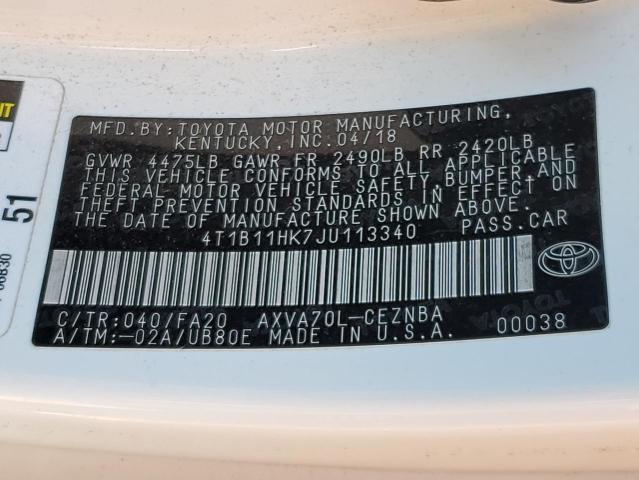 MFD.BY:TOYOTA MOTOR MANUFACTURING,
KENTUCKY,INC.04/18
GVWR 4475LB GAWR FR 2490LB RR 2420LB
THIS VEHICLE CONFORMS TO ALL APPLICABLE
FEDERAL MOTOR VEHICLE SAFETY,BUMPER,AND
THEFT PREVENTION STANDARDS IN EFFECT ON
THE DATE OF MANUFACTURE SHOWN ABOVE.
4T1B11HK7JU113340 PASS.CAR
C/TR:040/FA20 AXVA70L-CEZNBA
A/TM:-02A/UB80E MADE IN U.S.A. 00038
51